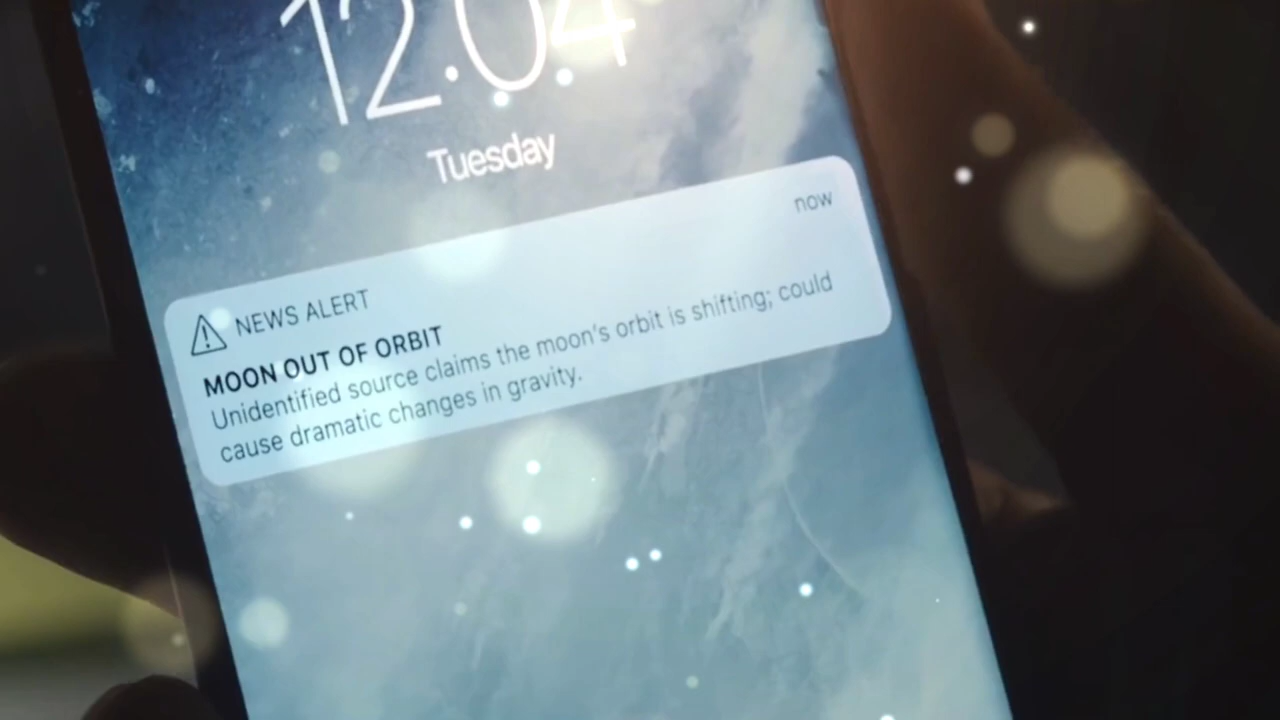 12.04
Tuesday
now
NEWS ALERT
MOON OUT OF ORBIT
Unidentified source claims the moon's orbit is shifting; could
cause dramatic changes in gravity.